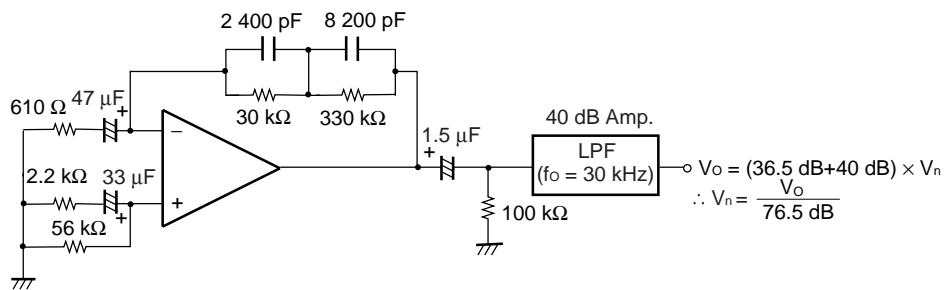 2 400 pF
8 200 pF
30 kΩ
330 kΩ
610 Ω
47 μF
+
−
2.2 kΩ
33 μF
+
+
56 kΩ
1.5 μF
+
100 kΩ
40 dB Amp.
LPF
(fO = 30 kHz)
VO = (36.5 dB+40 dB) × Vn
∴ Vn = VO
76.5 dB